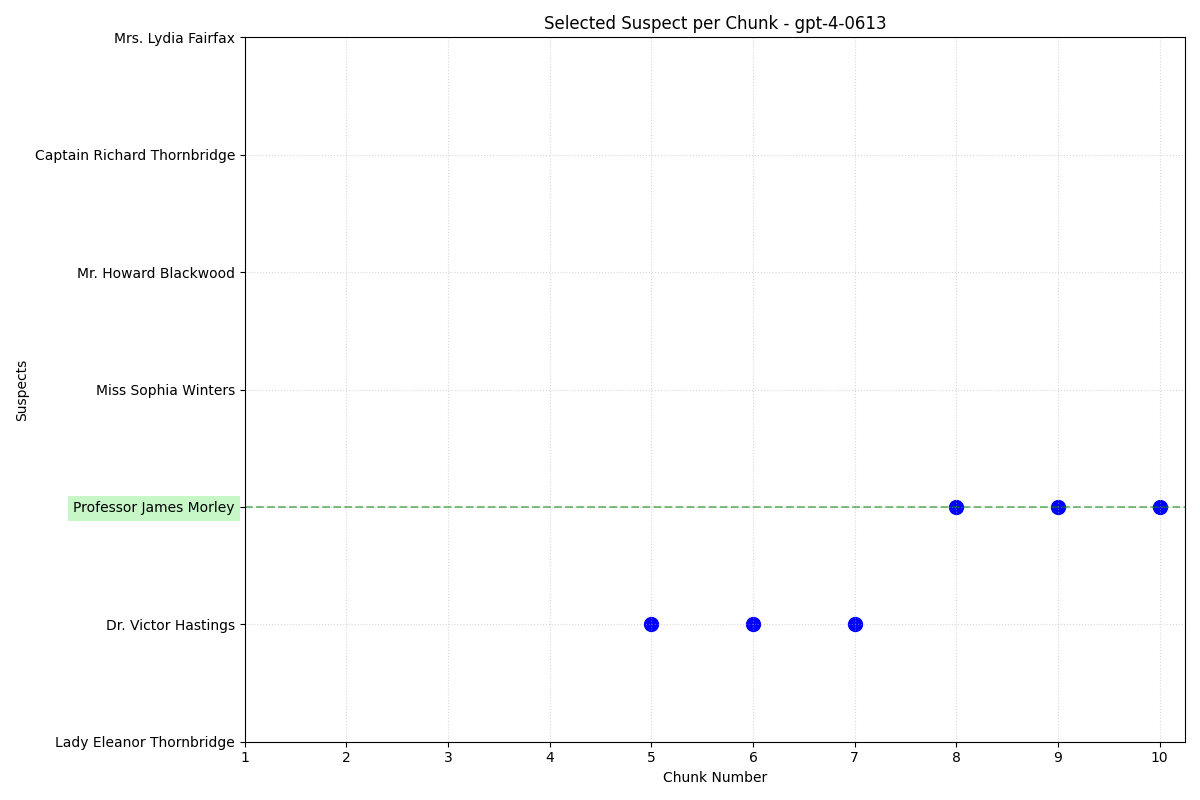 Selected Suspect per Chunk - gpt-4-0613
Mrs. Lydia Fairfax
Captain Richard Thornbridge
Mr. Howard Blackwood
Miss Sophia Winters
Professor James Morley
Dr. Victor Hastings
Lady Eleanor Thornbridge
Suspects
1 2 3 4 5 6 7 8 9 10
Chunk Number